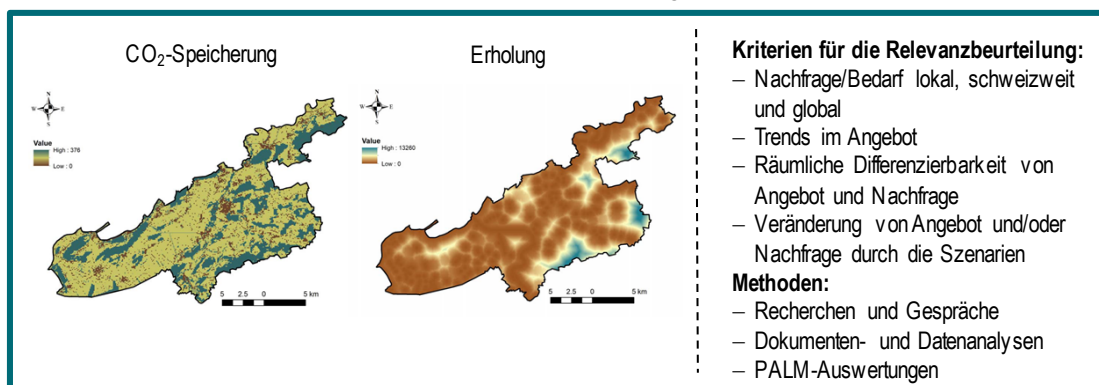 CO₂-Speicherung
N
W E
S
Value
High : 376
Low : 0
5 2.5 0 5 km
Erholung
N
W E
S
Value
High : 13280
Low : 0
5 2.5 0 5 km
Kriterien für die Relevanzbeurteilung:
– Nachfrage/Bedarf lokal, schweizweit
und global
– Trends im Angebot
– Räumliche Differenzierbarkeit von
Angebot und Nachfrage
– Veränderung von Angebot und/oder
Nachfrage durch die Szenarien
Methoden:
– Recherchen und Gespräche
– Dokumenten- und Datenanalysen
– PALM-Auswertungen